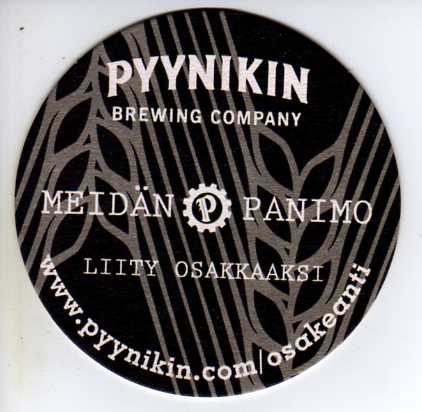 PYYNIKIN
BREWING COMPANY
MEIDÄN P PANIMO
LIITY OSAKKAAKSI
www.pyynikin.com/osakeanti